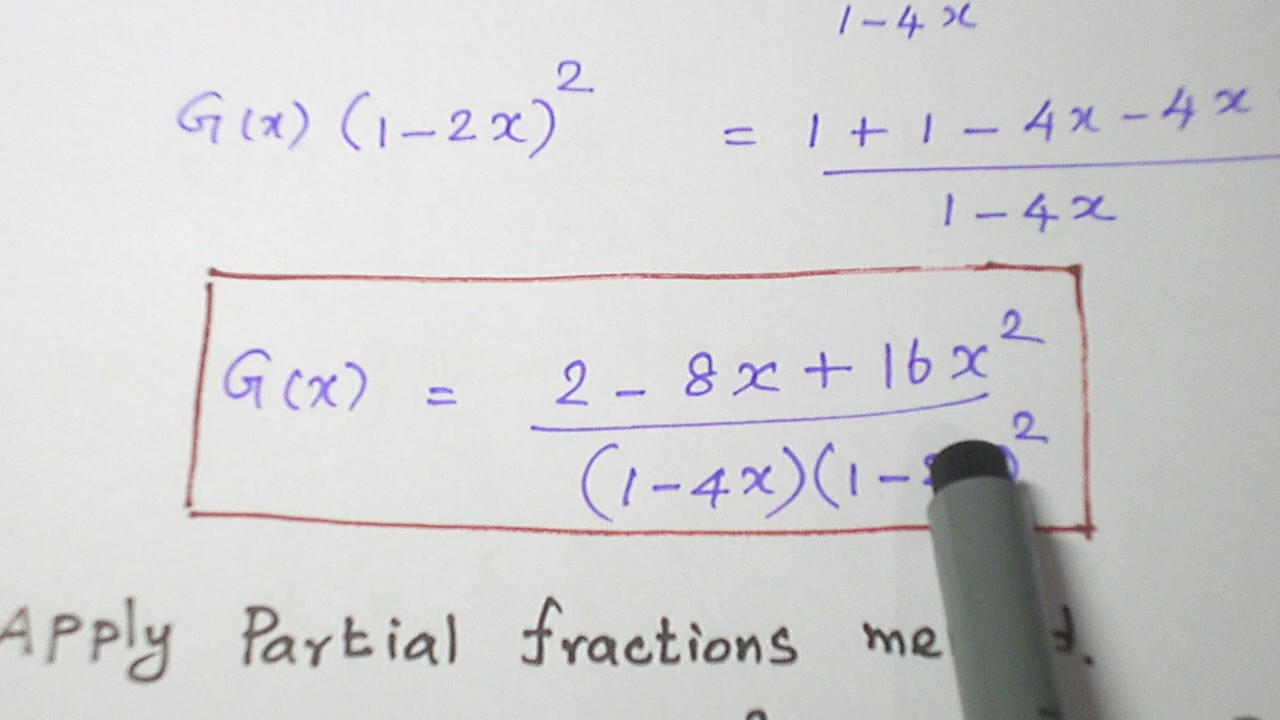 1-4x
G(x) (1-2x)² = 1 + 1 - 4x - 4x
1-4x
G(x) = 2 - 8x + 16x²
(1-4x)(1-  )²
Apply Partial fractions